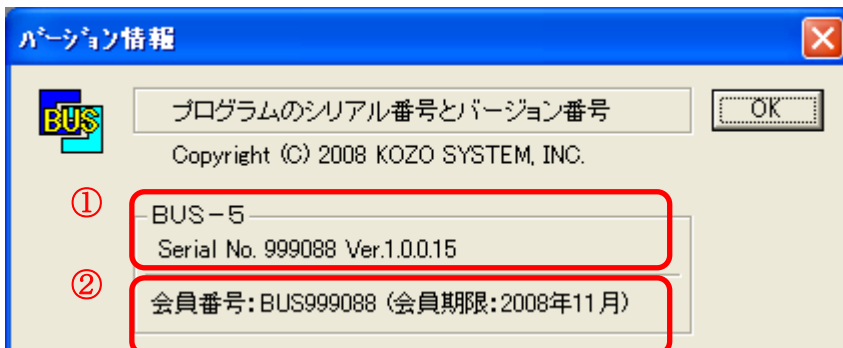 バージョン情報
BUS
プログラムのシリアル番号とバージョン番号
OK
Copyright (C) 2008 KOZO SYSTEM, INC.
①
BUS-5
Serial No. 999088 Ver.1.0.0.15
②
会員番号:BUS999088 (会員期限:2008年11月)